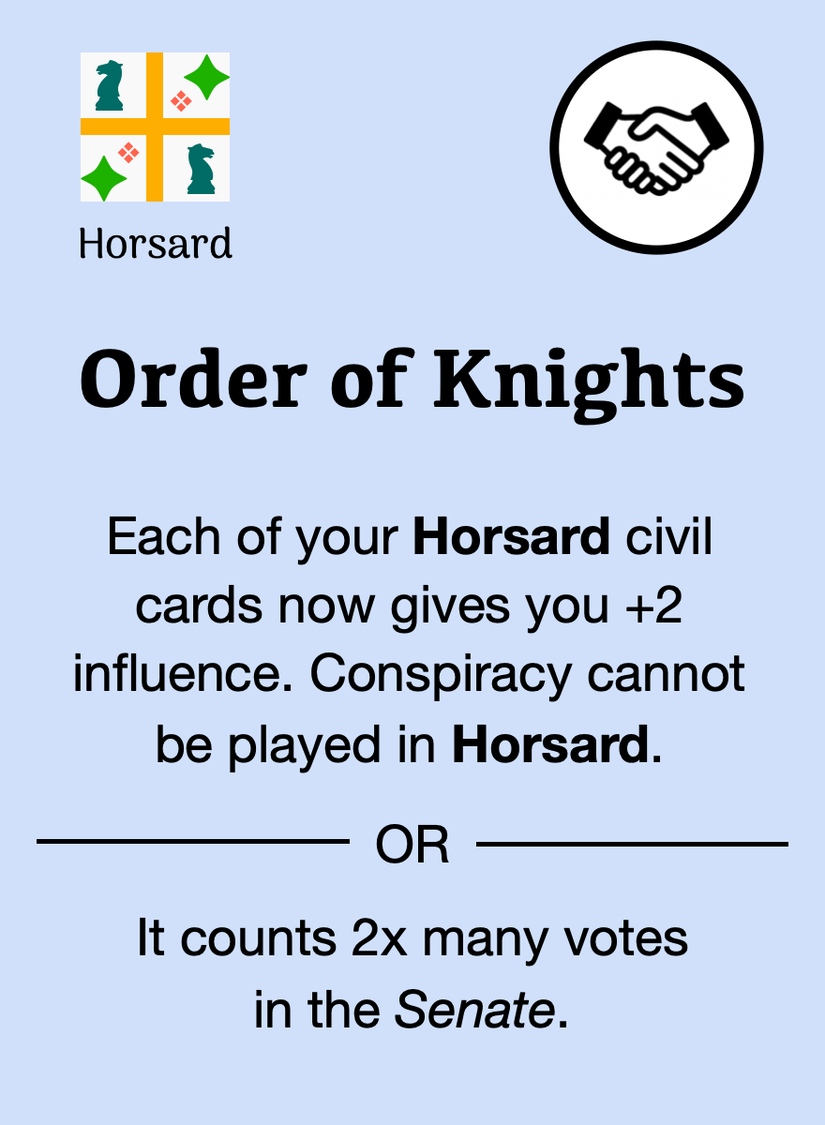 Horsard
Order of Knights
Each of your Horsard civil
cards now gives you +2
influence. Conspiracy cannot
be played in Horsard.
OR
It counts 2x many votes
in the Senate.